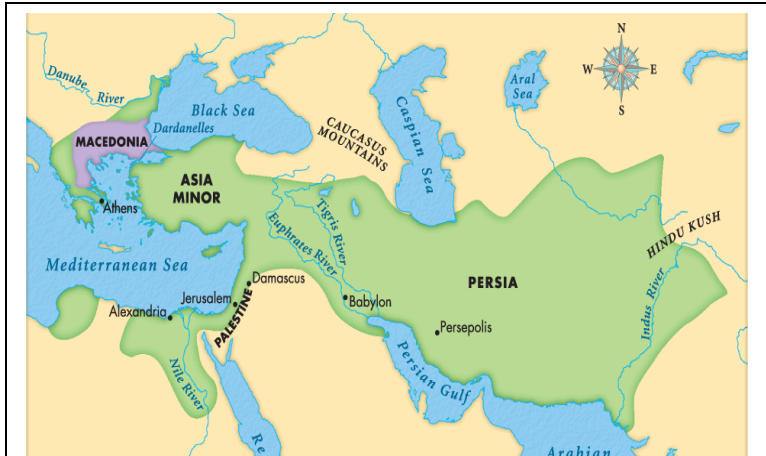 N
W
E
S
Danube
River
Aral
Sea
Black Sea
Caspian Sea
Dardanelles
CAUCASUS
MOUNTAINS
MACEDONIA
ASIA
MINOR
Athens
Tigris River
Euphrates River
HINDU KUSH
Mediterranean Sea
Damascus
PERSIA
Indus River
Jerusalem
Babylon
Alexandria
PALESTINE
Persepolis
Nile River
Persian Gulf
Re
Arabian